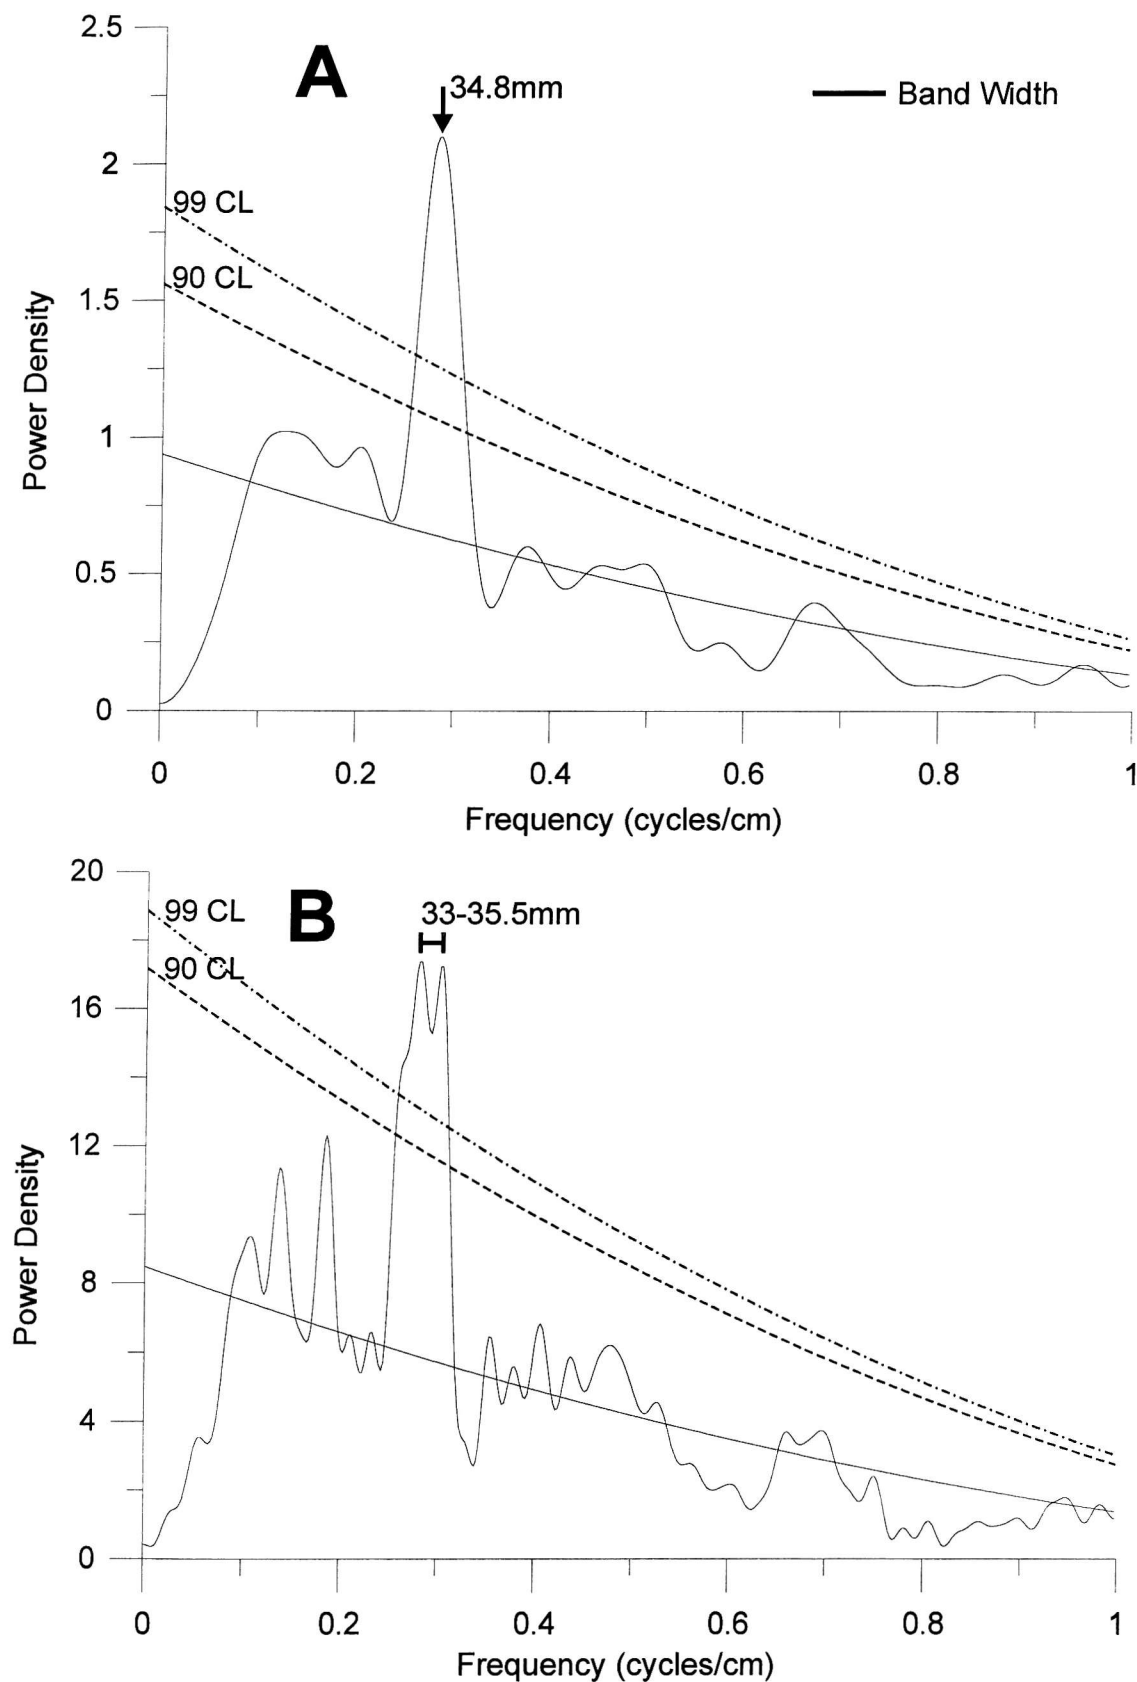 2.5
A
34.8mm
Band Width
2
99 CL
90 CL
1.5
Power Density
1
0.5
0
0 0.2 0.4 0.6 0.8 1
Frequency (cycles/cm)
20
B
33-35.5mm
99 CL
90 CL
16
12
Power Density
8
4
0
0 0.2 0.4 0.6 0.8 1
Frequency (cycles/cm)